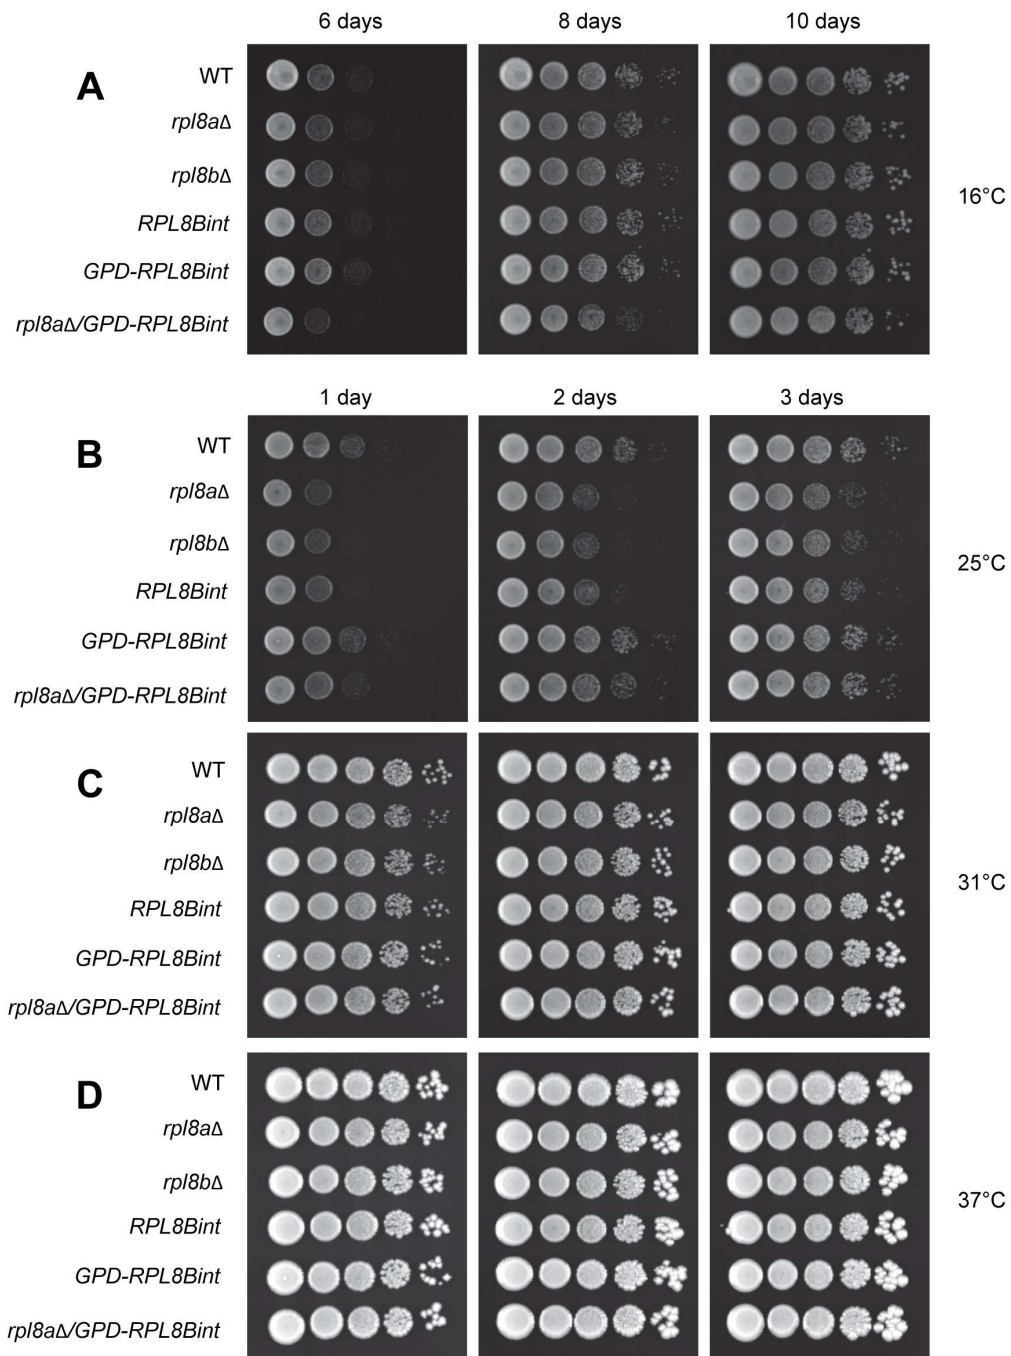 6 days 8 days 10 days
A
WT
rpl8aΔ
rpl8bΔ
RPL8Bint
GPD-RPL8Bint
rpl8aΔ/GPD-RPL8Bint
16°C
1 day 2 days 3 days
B
WT
rpl8aΔ
rpl8bΔ
RPL8Bint
GPD-RPL8Bint
rpl8aΔ/GPD-RPL8Bint
25°C
C
WT
rpl8aΔ
rpl8bΔ
RPL8Bint
GPD-RPL8Bint
rpl8aΔ/GPD-RPL8Bint
31°C
D
WT
rpl8aΔ
rpl8bΔ
RPL8Bint
GPD-RPL8Bint
rpl8aΔ/GPD-RPL8Bint
37°C